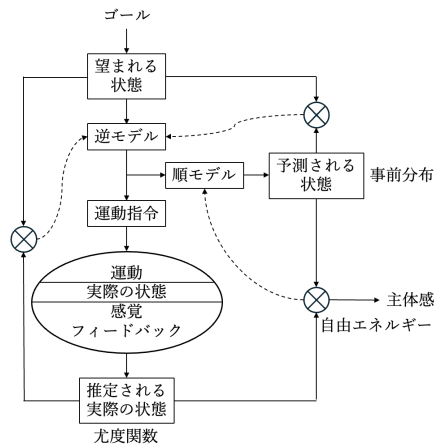 ゴール
望まれる
状態
逆モデル
順モデル
予測される
状態
事前分布
運動指令
運動
実際の状態
感覚
フィードバック
主体感
自由エネルギー
推定される
実際の状態
尤度関数